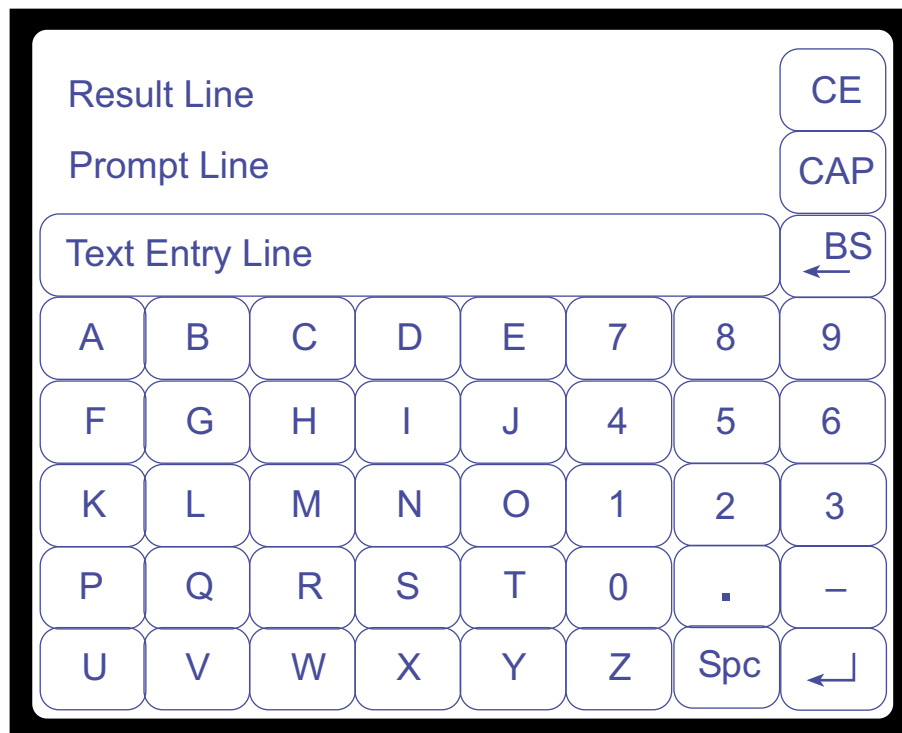 Result Line CE
Prompt Line CAP
Text Entry Line BS
A B C D E 7 8 9
F G H I J 4 5 6
K L M N O 1 2 3
P Q R S T 0 . –
U V W X Y Z Spc